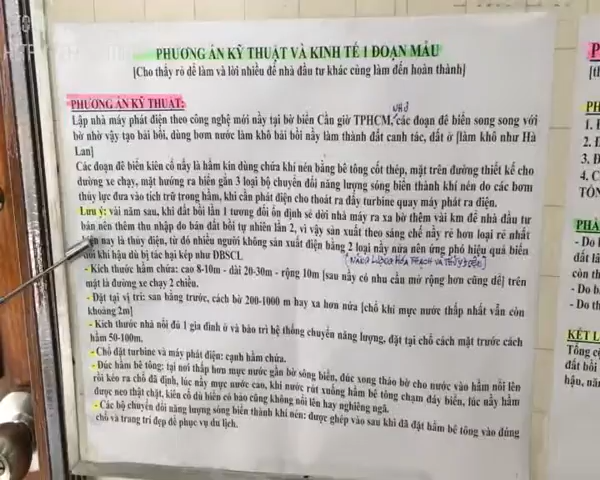 PHƯƠNG ÁN KỸ THUẬT VÀ KINH TẾ 1 ĐOẠN MẪU
[Cho thấy rõ dễ làm và lời nhiều để nhà đầu tư khác cùng làm đến hoàn thành]
PHƯƠNG ÁN KỸ THUẬT:
Lập nhà máy phát điện theo công nghệ mới nầy tại bờ biển Cần giờ TPHCM, nhờ các đoạn đê biển song song với
bờ nhờ vậy tạo bãi bồi, dùng bơm nước làm khô bãi bồi nầy làm thành đất canh tác, đất ở [làm khô như Hà
Lan]
Các đoạn đê biển kiên cố nầy là hầm kín dùng chứa khí nén bằng bê tông cốt thép, mặt trên đường thiết kế cho
đường xe chạy, mặt hướng ra biển gắn 3 loại bộ chuyển đổi năng lượng sóng biển thành khí nén do các bơm
thủy lực đưa vào tích trữ trong hầm, khi cần phát điện cho thoát ra đẩy turbine quay máy phát ra điện.
Lưu ý: vài năm sau, khi đất bồi lần 1 tương đối ổn định sẽ dời nhà máy ra xa bờ thêm vài km để nhà đầu tư
bán nền thêm thu nhập do bán đất bồi tự nhiên lần 2, vì vậy sản xuất theo sáng chế nầy rẻ hơn loại rẻ nhất
nay là thủy điện, từ đó nhiều người không sản xuất điện bằng 2 loại nầy nữa nên ứng phó hiệu quả biến
đổi khí hậu dù bị tác hại kép như ĐBSCL
[NĂNG LƯỢNG HÓA THẠCH VÀ THỦY ĐIỆN]
- Kích thước hầm chứa: cao 8-10m - dài 20-30m - rộng 10m [sau nầy có nhu cầu mở rộng hơn cũng dễ] trên
mặt là đường xe chạy 2 chiều.
- Đặt tại vị trí: san bằng trước, cách bờ 200-1000 m hay xa hơn nữa [chỗ khi mực nước thấp nhất vẫn còn
khoảng 2m]
- Kích thước nhà nổi đủ 1 gia đình ở và bảo trì hệ thống chuyển năng lượng, đặt tại chỗ cách mặt trước cách
hầm 50-100m.
- Chỗ đặt turbine và máy phát điện: cạnh hầm chứa.
- Đúc hầm bê tông: tại nơi thấp hơn mực nước gần bờ sông biển, đúc xong tháo bờ cho nước vào hầm nổi lên
rồi kéo ra chỗ đã định, lúc nầy mực nước cao, khi nước rút xuống hầm bê tông chạm đáy biển, lúc nầy hầm
được neo thật chặt, kiên cố dù biển có bão cũng không nổi lên hay nghiêng ngã.
- Các bộ chuyển đổi năng lượng sóng biển thành khí nén: được ghép vào sau khi đã đặt hầm bê tông vào đúng
chỗ và trang trí đẹp để phục vụ du lịch.
KẾT L